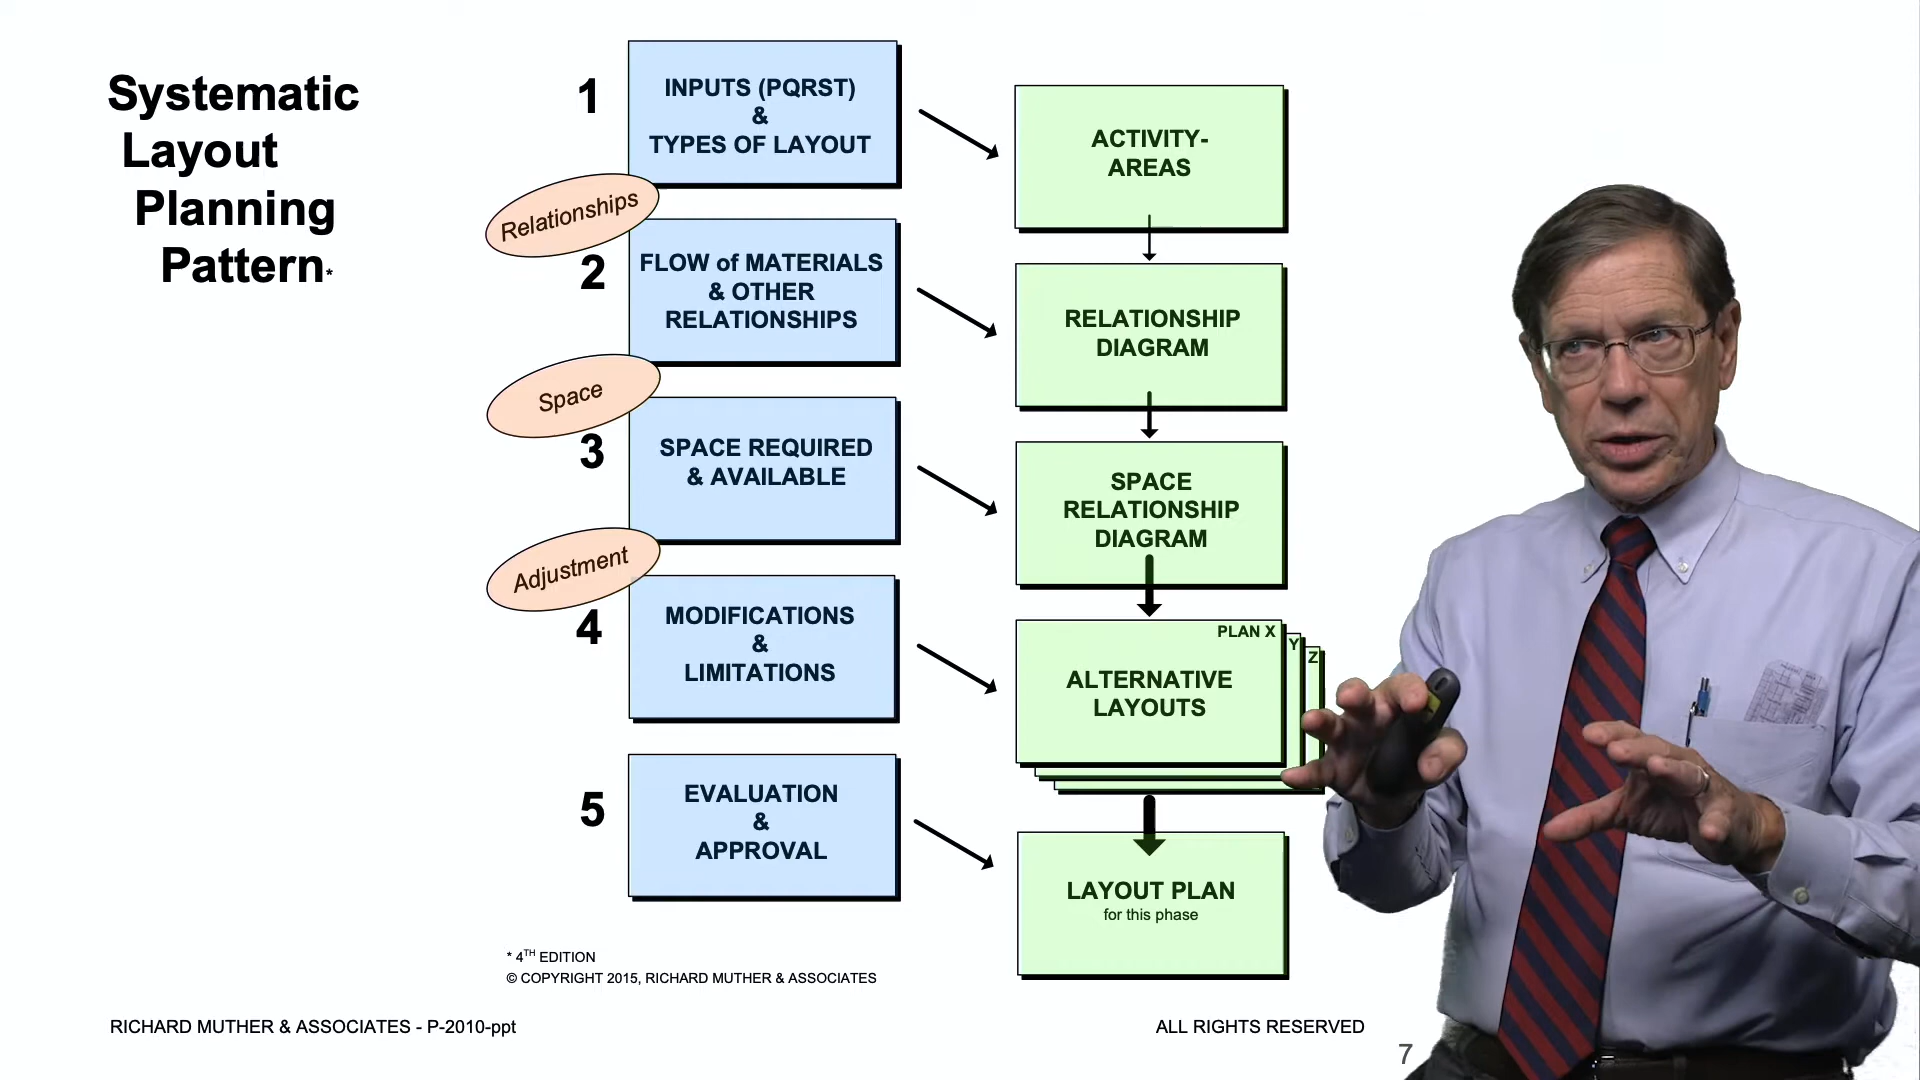 Systematic
Layout
Planning
Pattern*
1
INPUTS (PQRST)
&
TYPES OF LAYOUT
ACTIVITY-
AREAS
Relationships
2
FLOW of MATERIALS
& OTHER
RELATIONSHIPS
RELATIONSHIP
DIAGRAM
Space
3
SPACE REQUIRED
& AVAILABLE
SPACE
RELATIONSHIP
DIAGRAM
Adjustment
4
MODIFICATIONS
&
LIMITATIONS
PLAN X
Y
Z
ALTERNATIVE
LAYOUTS
5
EVALUATION
&
APPROVAL
LAYOUT PLAN
for this phase
* 4TH EDITION
© COPYRIGHT 2015, RICHARD MUTHER & ASSOCIATES
RICHARD MUTHER & ASSOCIATES - P-2010-ppt
ALL RIGHTS RESERVED
7